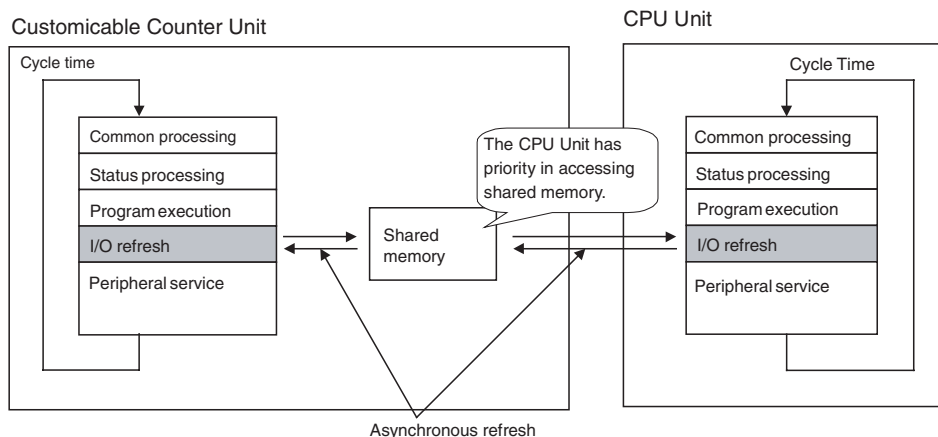 Customicable Counter Unit
Cycle time
Common processing
Status processing
Program execution
I/O refresh
Peripheral service
Shared
memory
The CPU Unit has
priority in accessing
shared memory.
CPU Unit
Cycle Time
Common processing
Status processing
Program execution
I/O refresh
Peripheral service
Asynchronous refresh